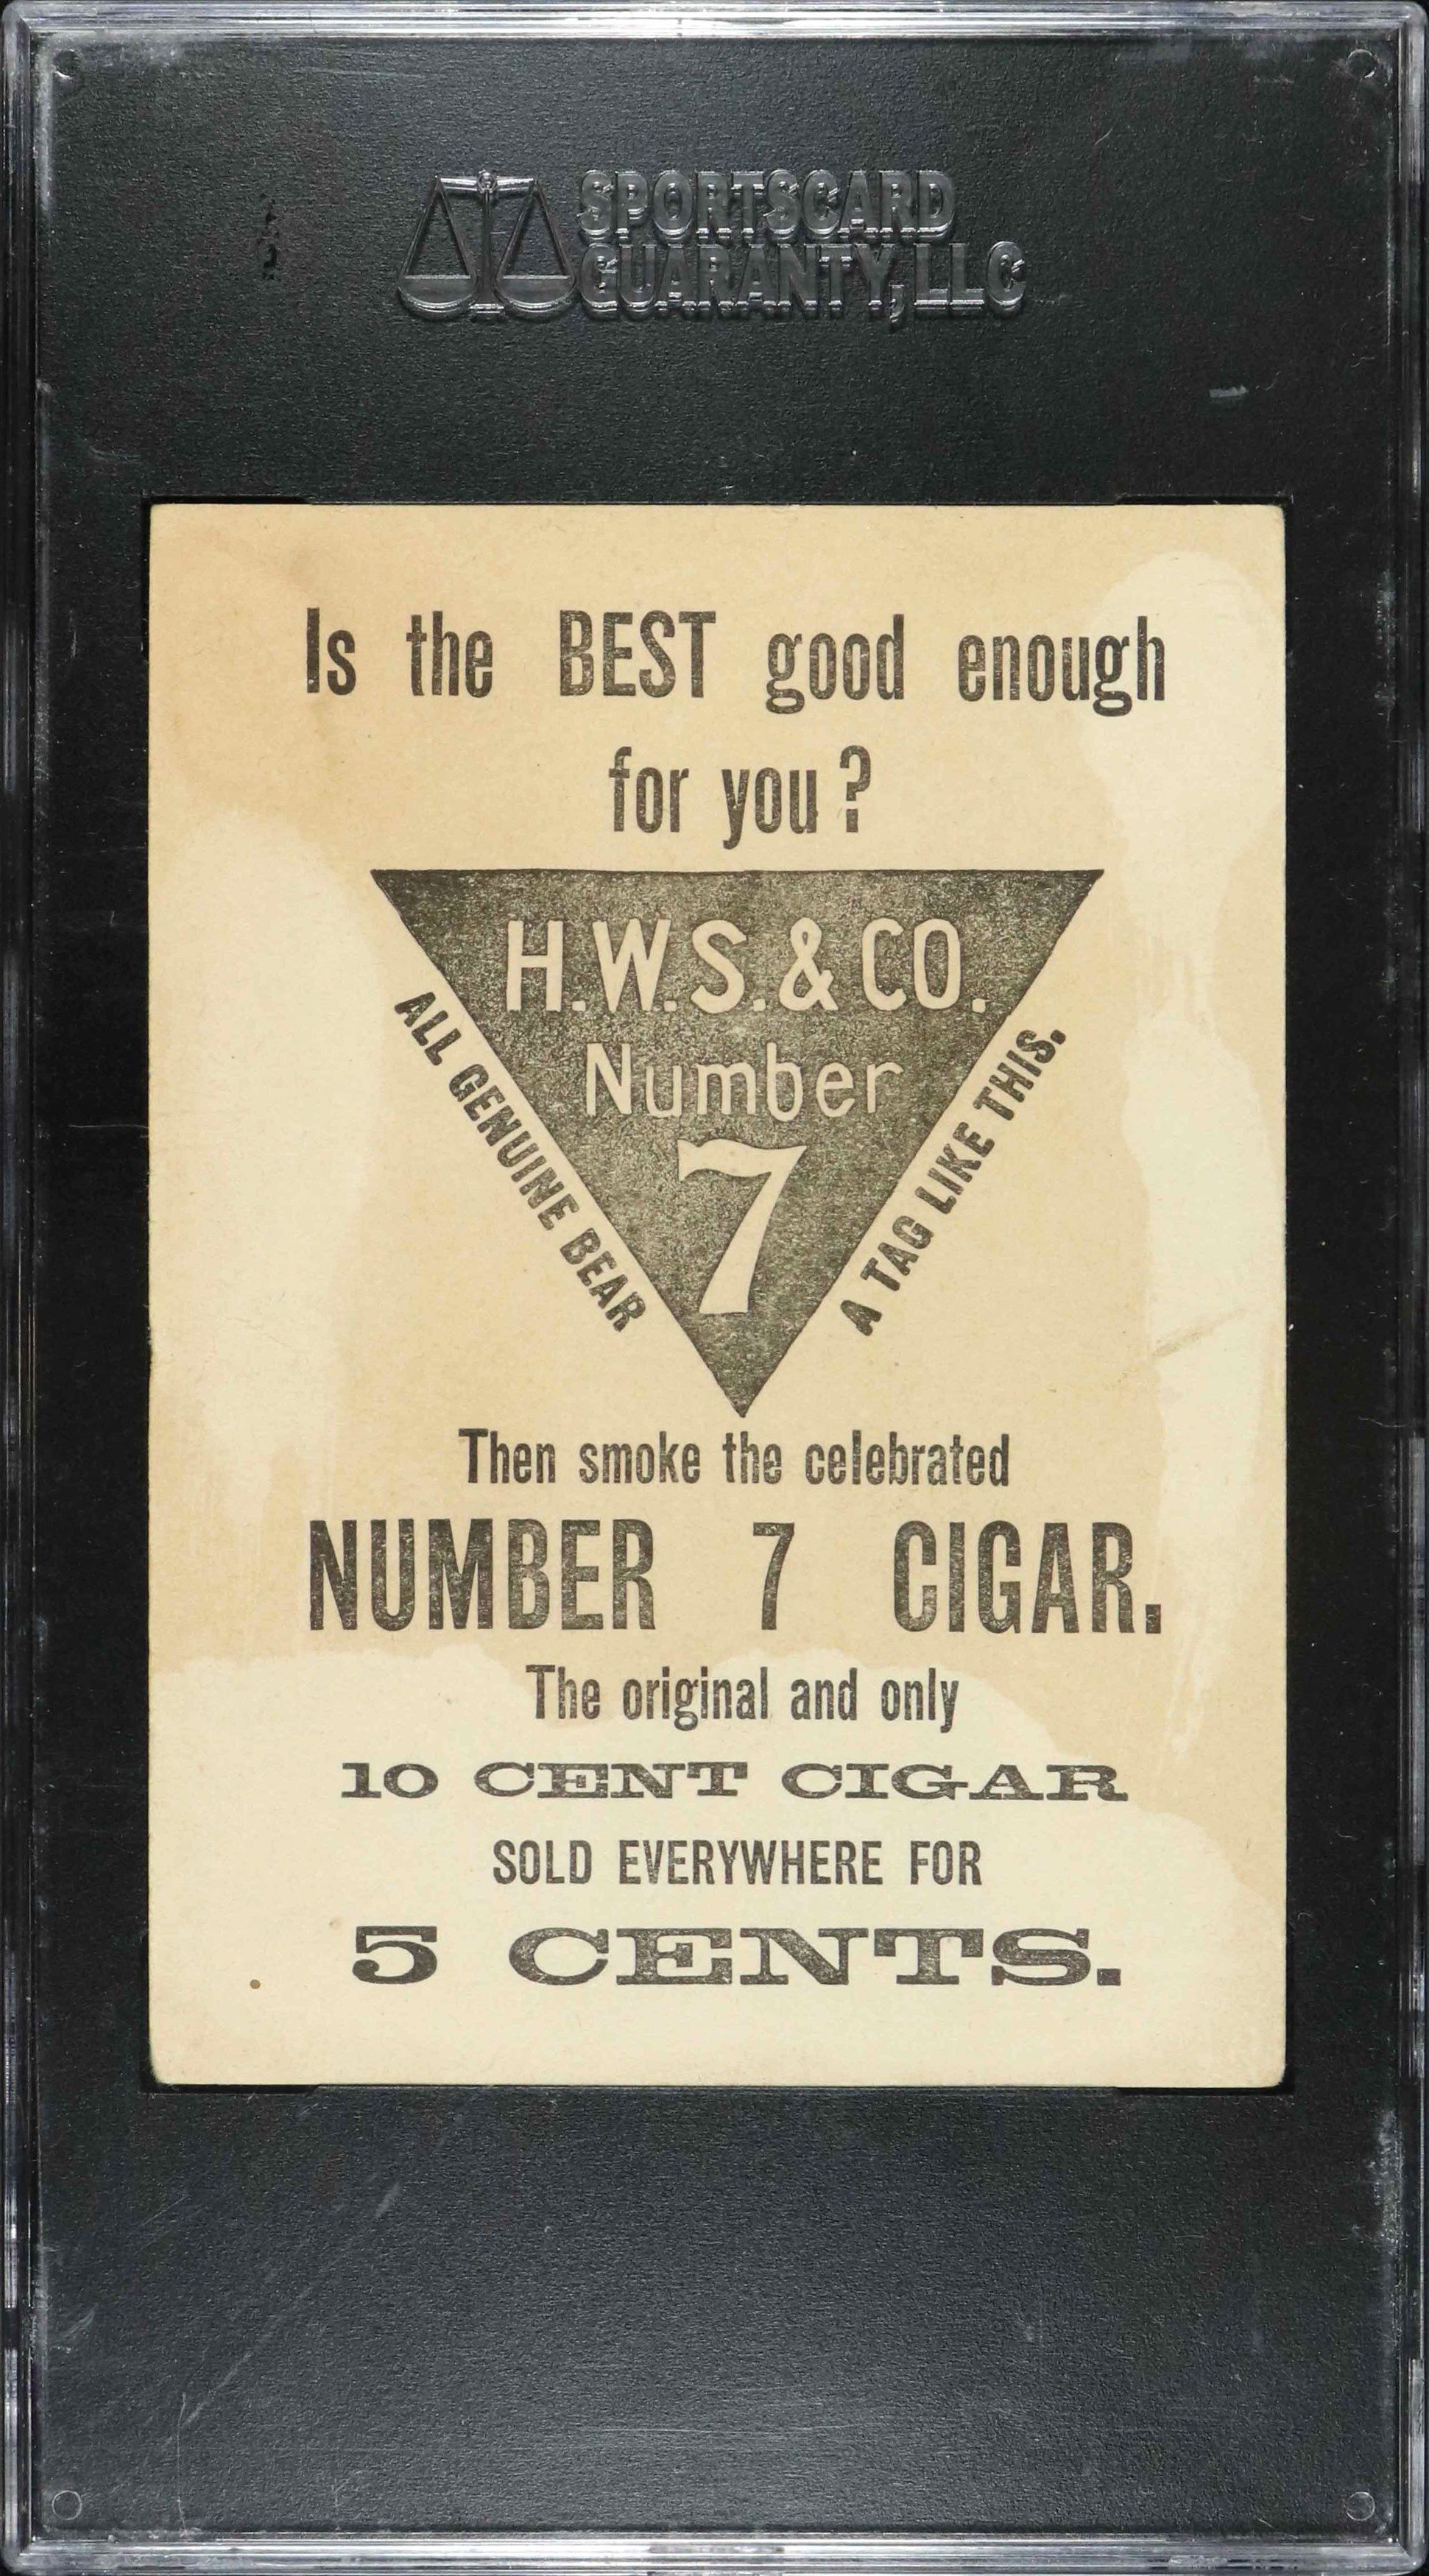 SPORTSCARD
GUARANTY, LLC
Is the BEST good enough
for you?
H.W.S. & CO.
Number
7
ALL GENUINE BEAR
A TAG LIKE THIS.
Then smoke the celebrated
NUMBER 7 CIGAR.
The original and only
10 CENT CIGAR
SOLD EVERYWHERE FOR
5 CENTS.